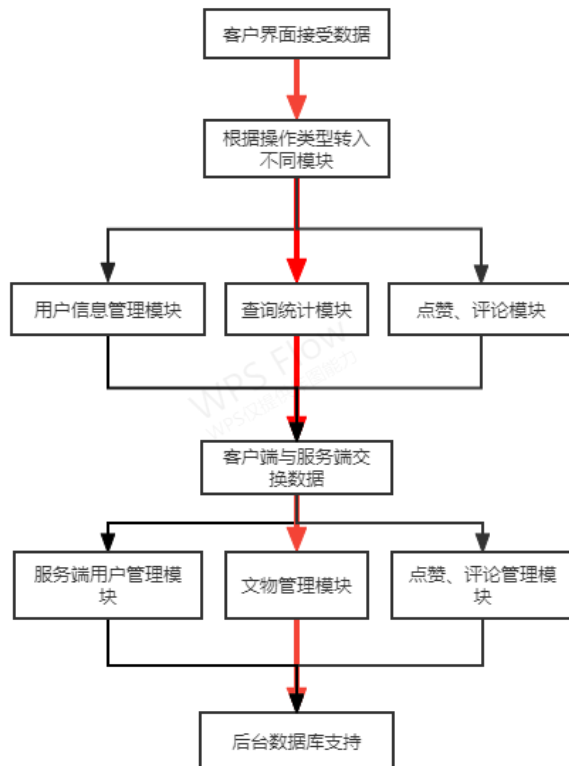 客户界面接受数据
根据操作类型转入
不同模块
用户信息管理模块
查询统计模块
点赞、评论模块
WPS Flow
客户端与服务端交
换数据
服务端用户管理模
块
文物管理模块
点赞、评论管理模
块
后台数据库支持